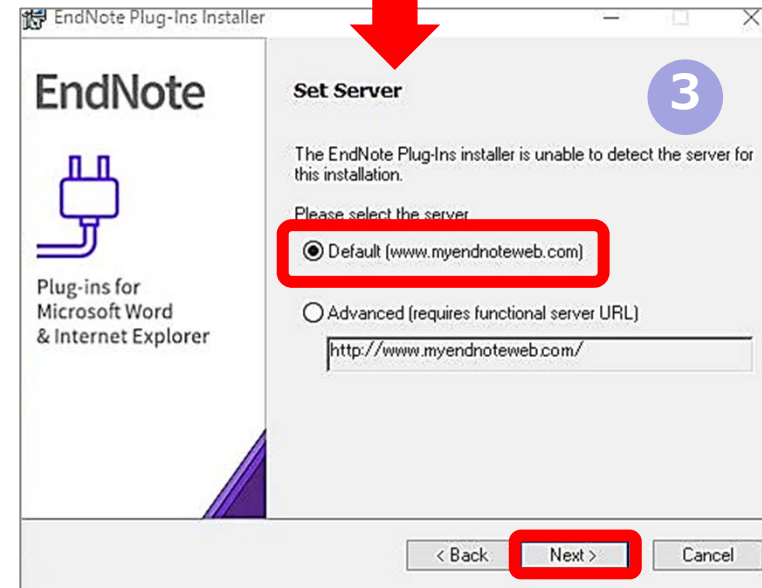 EndNote Plug-Ins Installer
EndNote
Plug-ins for
Microsoft Word
& Internet Explorer
Set Server
3
The EndNote Plug-Ins installer is unable to detect the server for
this installation.
Please select the server
Default (www.myendnoteweb.com)
Advanced (requires functional server URL)
http://www.myendnoteweb.com/
< Back
Next >
Cancel